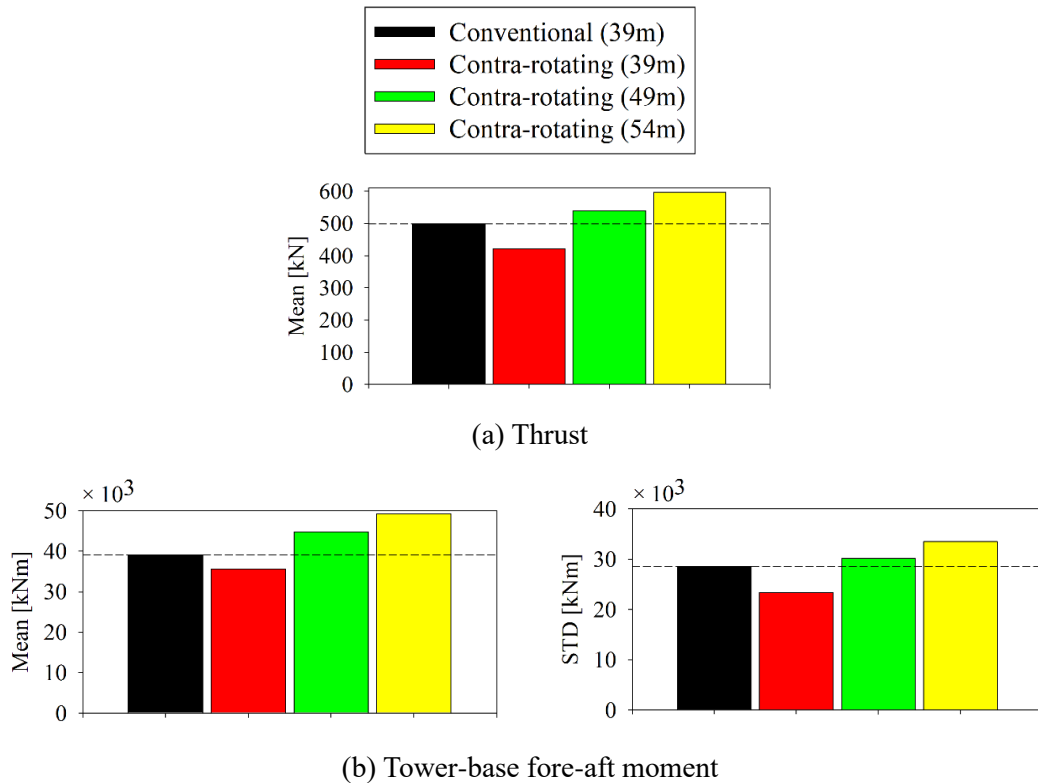 Conventional (39m)
Contra-rotating (39m)
Contra-rotating (49m)
Contra-rotating (54m)
600
500
400
300
200
100
0
Mean [kN]
(a) Thrust
× 10³
50
40
30
20
10
0
Mean [kNm]
× 10³
40
30
20
10
0
STD [kNm]
(b) Tower-base fore-aft moment